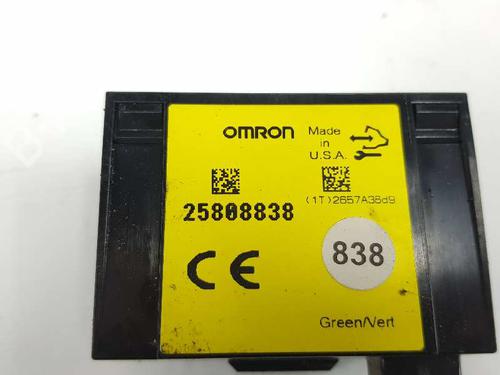 OMRON
Made
in
U.S.A.
25808838
(1T)2657A38d9
CE
838
Green/Vert